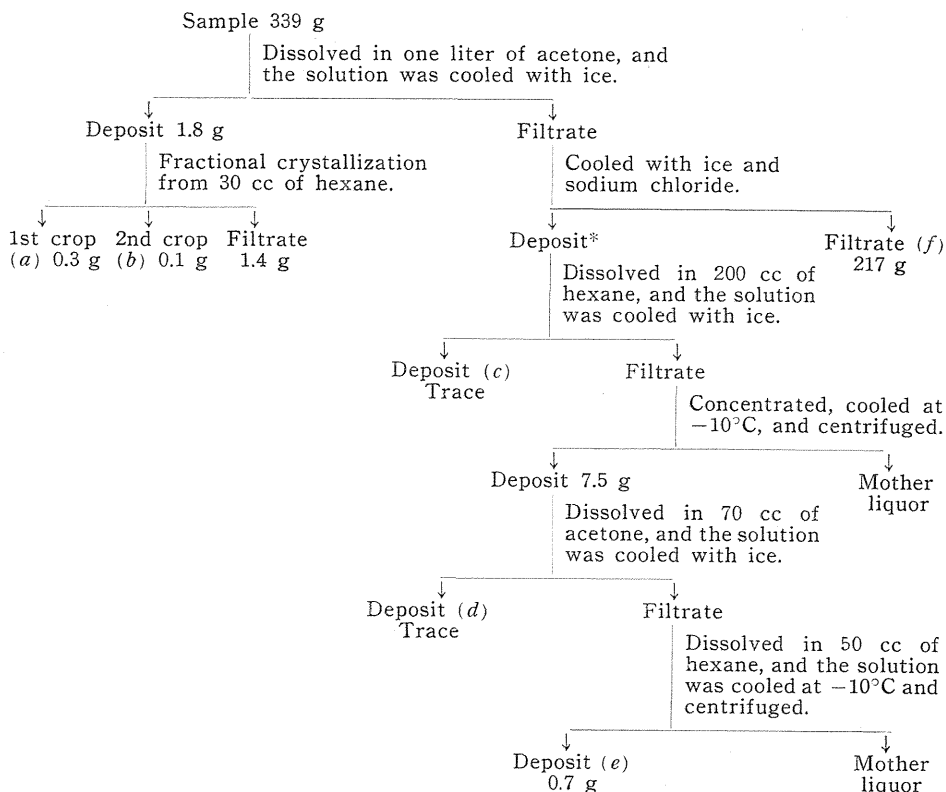 Sample 339 g
Dissolved in one liter of acetone, and
the solution was cooled with ice.
Deposit 1.8 g
Fractional crystallization
from 30 cc of hexane.
1st crop
(a) 0.3 g
2nd crop
(b) 0.1 g
Filtrate
1.4 g
Filtrate
Cooled with ice and
sodium chloride.
Deposit*
Dissolved in 200 cc of
hexane, and the solution
was cooled with ice.
Filtrate (f)
217 g
Deposit (c)
Trace
Filtrate
Concentrated, cooled at
−10°C, and centrifuged.
Deposit 7.5 g
Dissolved in 70 cc of
acetone, and the solution
was cooled with ice.
Mother
liquor
Deposit (d)
Trace
Filtrate
Dissolved in 50 cc of
hexane, and the solution
was cooled at −10°C and
centrifuged.
Deposit (e)
0.7 g
Mother
liquor